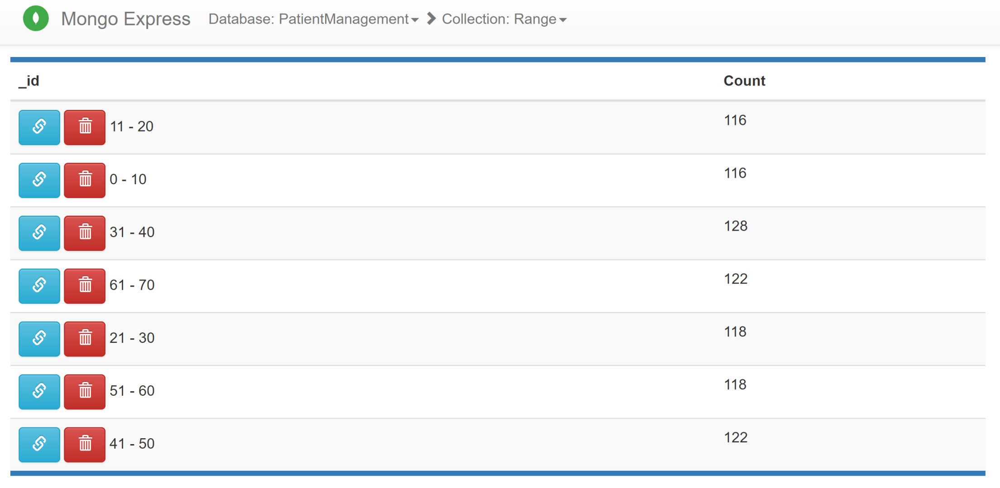 Mongo Express Database: PatientManagement Collection: Range
_id Count
11 - 20 116
0 - 10 116
31 - 40 128
61 - 70 122
21 - 30 118
51 - 60 118
41 - 50 122